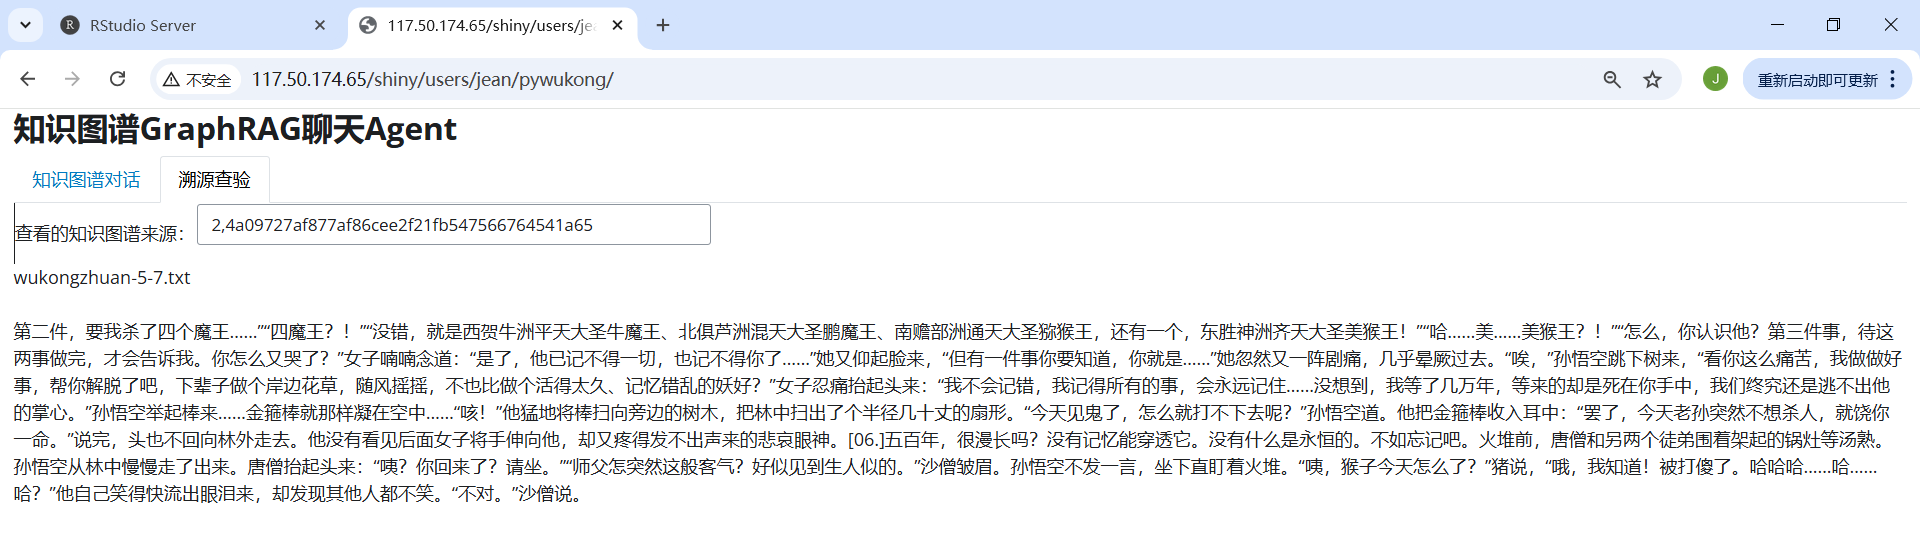 RStudio Server
117.50.174.65/shiny/users/je
不安全
117.50.174.65/shiny/users/jean/pywukong/
J
重新启动即可更新
知识图谱GraphRAG聊天Agent
知识图谱对话
溯源查验
查看的知识图谱来源：
2,4a09727af877af86cee2f21fb547566764541a65
wukongzhuan-5-7.txt
第二件，要我杀了四个魔王……”“四魔王？！”“没错，就是西贺牛洲平天大圣牛魔王、北俱芦洲混天大圣鹏魔王、南赡部洲通天大圣猕猴王，还有一个，东胜神洲齐天大圣美猴王！”“哈……美……美猴王？！”“怎么，你认识他？第三件事，待这
两事做完，才会告诉我。你怎么又哭了？”女子喃喃念道：“是了，他已记不得一切，也记不得你了……”她又仰起脸来，“但有一件事你要知道，你就是……”她忽然又一阵剧痛，几乎晕厥过去。“唉，”孙悟空跳下树来，“看你这么痛苦，我做做好
事，帮你解脱了吧，下辈子做个岸边花草，随风摇摇，不也比做个活得太久、记忆错乱的妖好？”女子忍痛抬起头来：“我不会记错，我记得所有的事，会永远记住……没想到，我等了几万年，等来的却是死在你手中，我们终究还是逃不出他
的掌心。”孙悟空举起棒来……金箍棒就那样凝在空中……“咳！”他猛地将棒扫向旁边的树木，把林中扫出了个半径几十丈的扇形。“今天见鬼了，怎么就打不下去呢？”孙悟空道。他把金箍棒收入耳中：“罢了，今天老孙突然不想杀人，就饶你
一命。”说完，头也不回向林外走去。他没有看见后面女子将手伸向他，却又疼得发不出声来的悲哀眼神。[06.]五百年，很漫长吗？没有记忆能穿透它。没有什么是永恒的。不如忘记吧。火堆前，唐僧和另两个徒弟围着架起的锅灶等汤熟。
孙悟空从林中慢慢走了出来。唐僧抬起头来：“咦？你回来了？请坐。”“师父怎突然这般客气？好似见到生人似的。”沙僧皱眉。孙悟空不发一言，坐下直盯着火堆。“咦，猴子今天怎么了？”猪说，“哦，我知道！被打傻了。哈哈哈……哈……
哈？”他自己笑得快流出眼泪来，却发现其他人都不笑。“不对。”沙僧说。